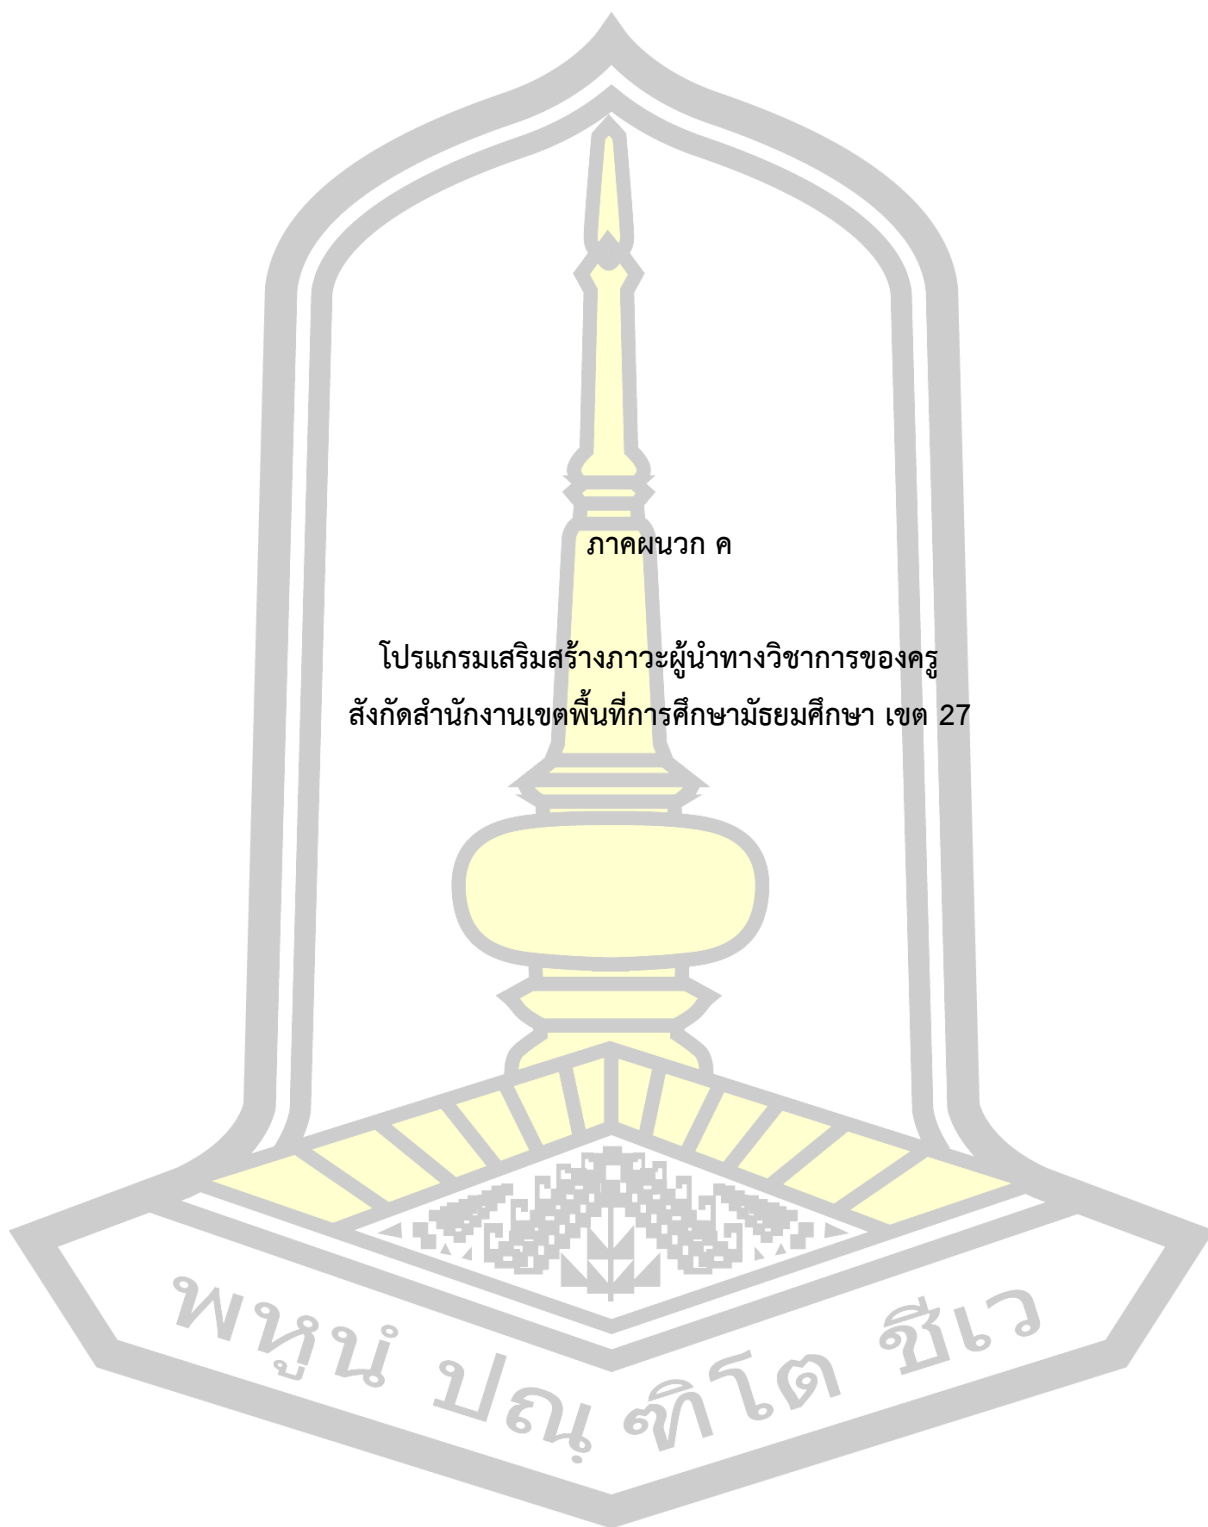 ภาคผนวก ค
โปรแกรมเสริมสร้างภาวะผู้นำทางวิชาการของครู
สังกัดสำนักงานเขตพื้นที่การศึกษามัธยมศึกษา เขต 27
พหูนํ ปณฺฑิโต ชีเว